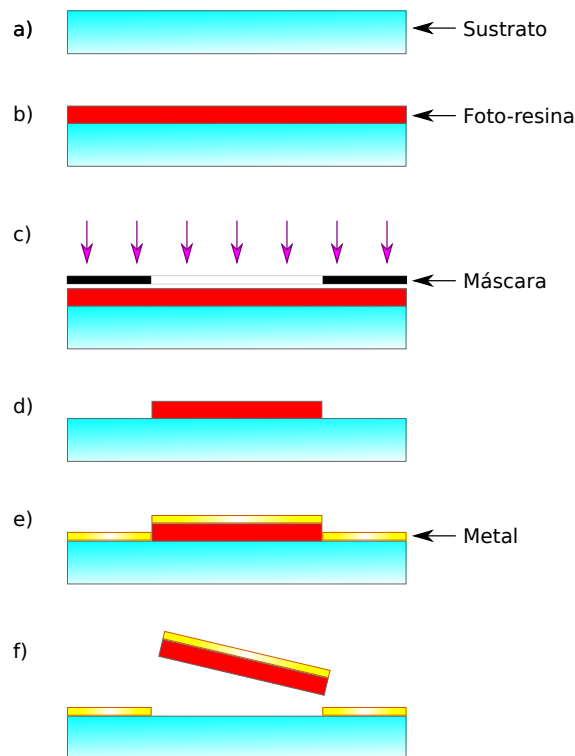 a) Sustrato
b) Foto-resina
c) Máscara
d)
e) Metal
f)